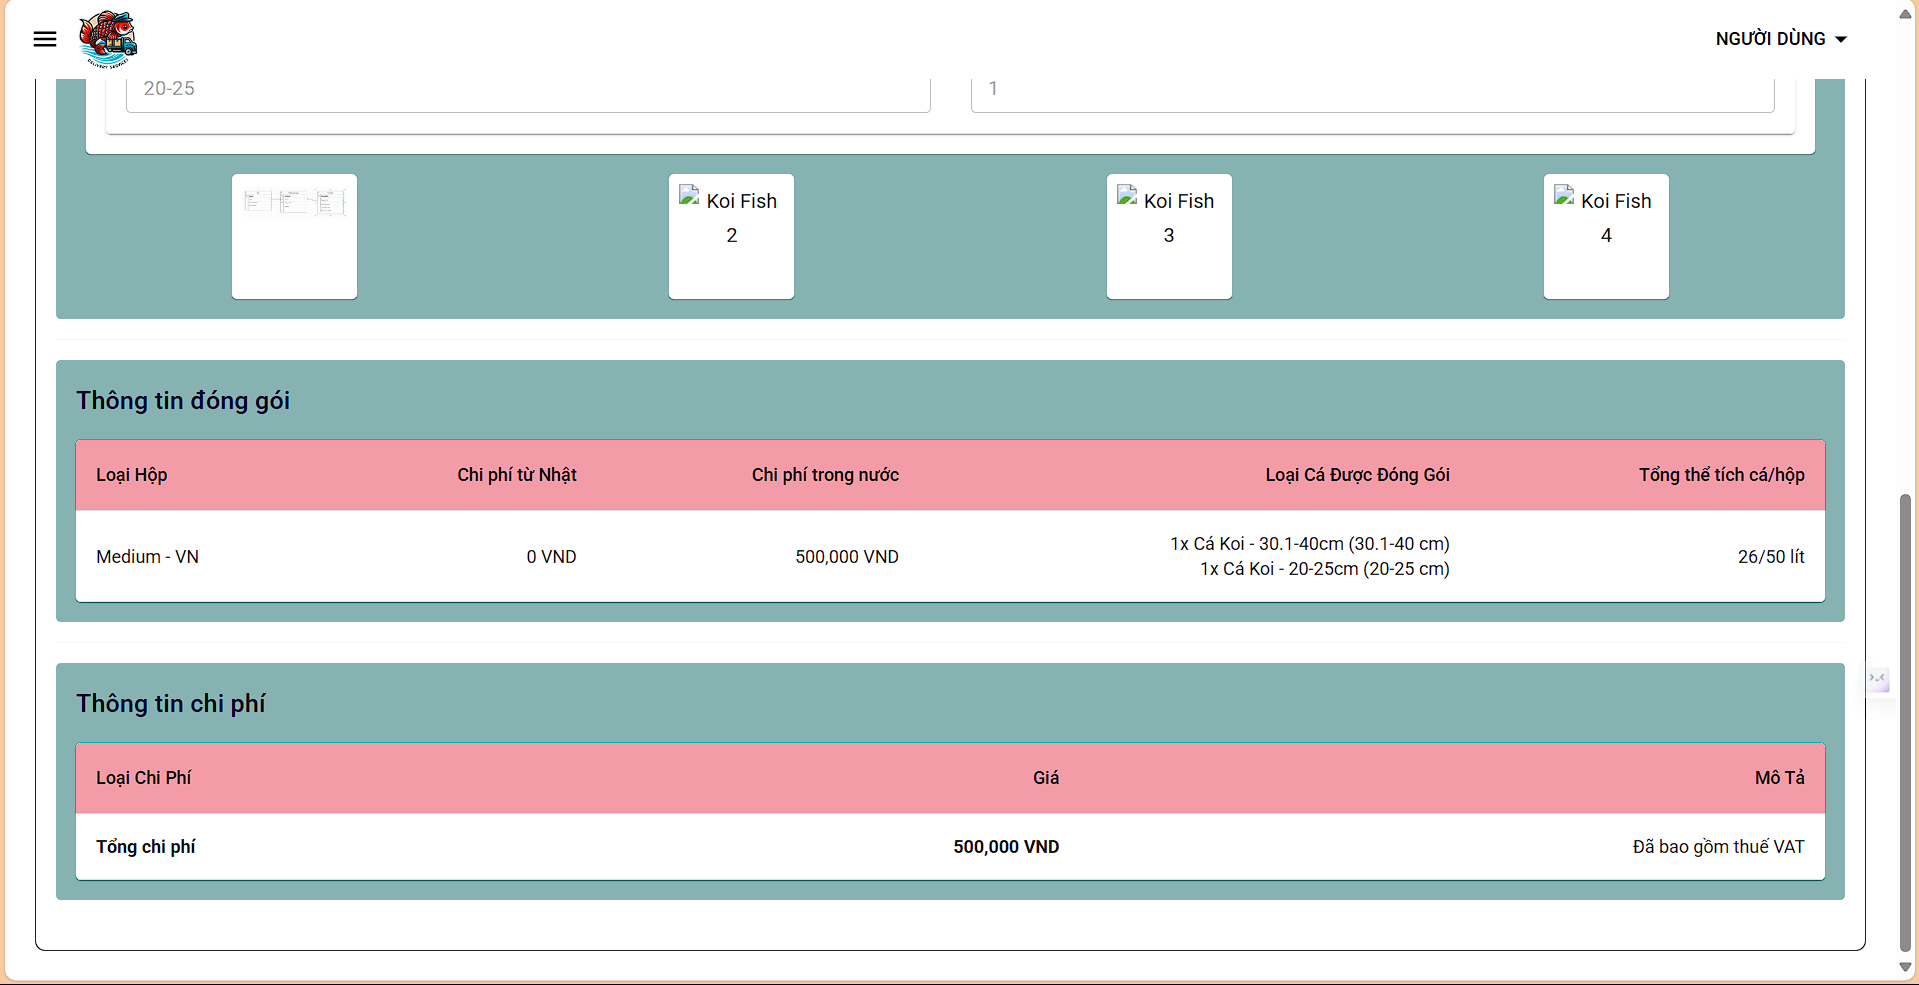 NGƯỜI DÙNG
DELIVERY SERVICES
20-25
1
Koi Fish
2
Koi Fish
3
Koi Fish
4
Thông tin đóng gói
Loại Hộp
Chi phí từ Nhật
Chi phí trong nước
Loại Cá Được Đóng Gói
Tổng thể tích cá/hộp
Medium - VN
0 VND
500,000 VND
1x Cá Koi - 30.1-40cm (30.1-40 cm)
1x Cá Koi - 20-25cm (20-25 cm)
26/50 lít
Thông tin chi phí
Loại Chi Phí
Giá
Mô Tả
Tổng chi phí
500,000 VND
Đã bao gồm thuế VAT